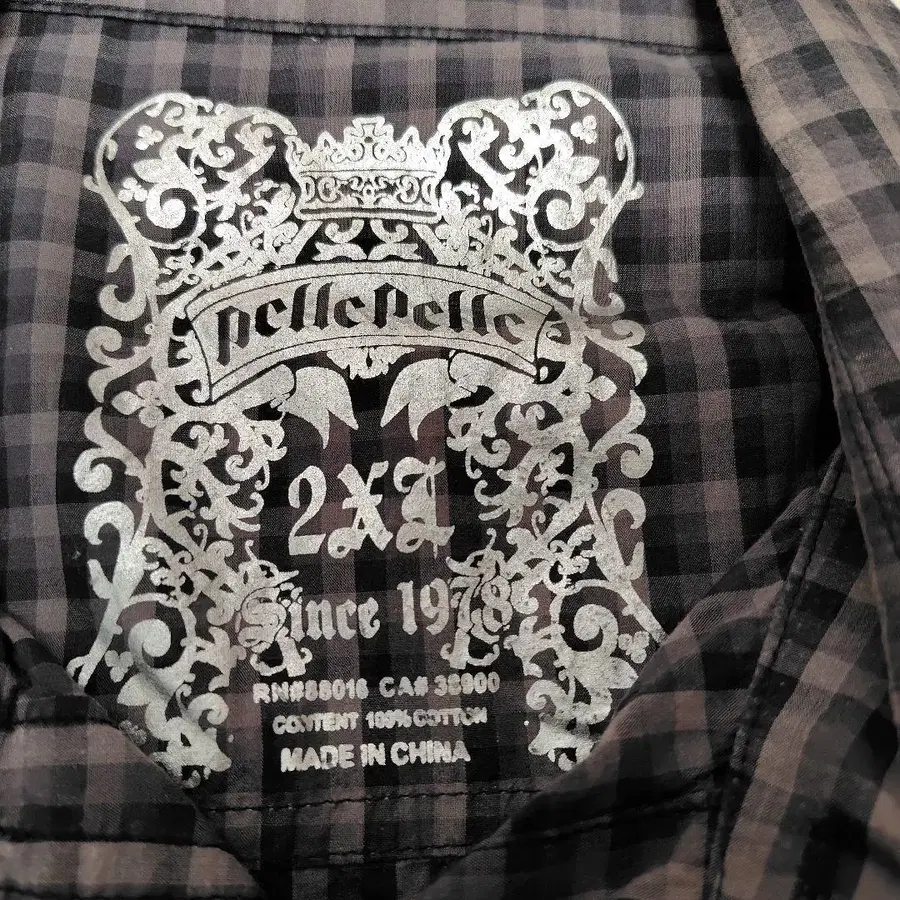 pellepelle
2XL
Since 1978
RN#88016 CA# 38900
CONTENT 100% COTTON
MADE IN CHINA